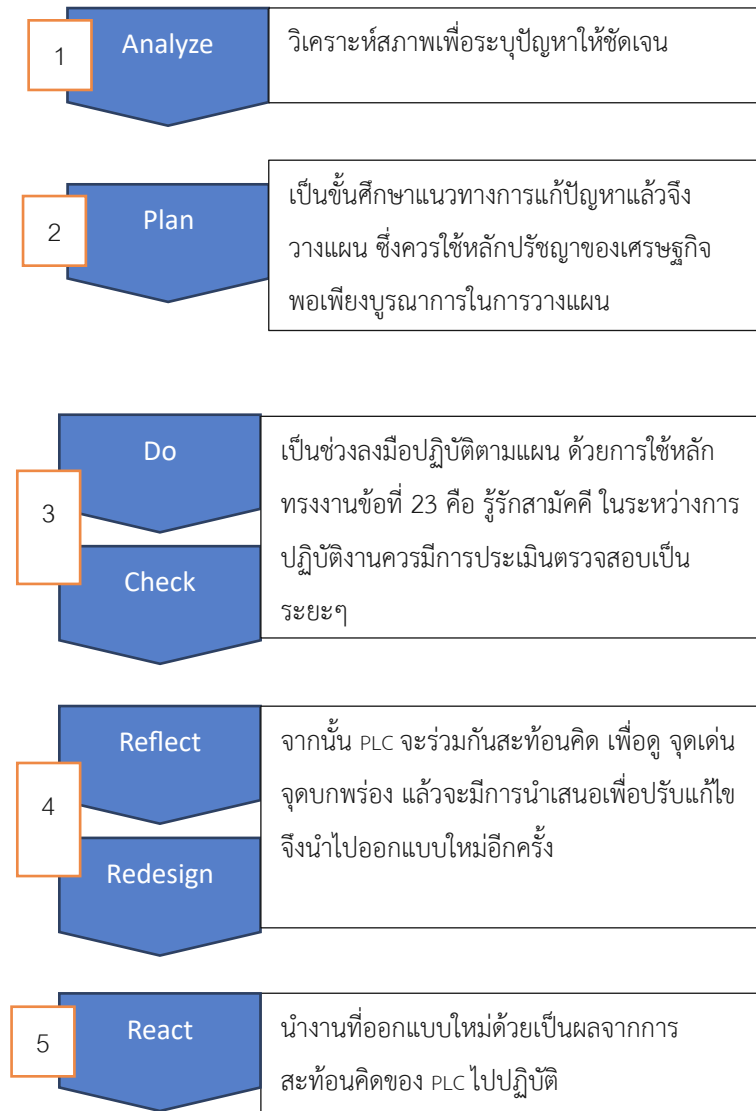 1
Analyze
วิเคราะห์สภาพเพื่อระบุปัญหาให้ชัดเจน
2
Plan
เป็นขั้นศึกษาแนวทางการแก้ปัญหาแล้วจึง
วางแผน ซึ่งควรใช้หลักปรัชญาของเศรษฐกิจ
พอเพียงบูรณาการในการวางแผน
3
Do
Check
เป็นช่วงลงมือปฏิบัติตามแผน ด้วยการใช้หลัก
ทรงงานข้อที่ 23 คือ รู้รักสามัคคี ในระหว่างการ
ปฏิบัติงานควรมีการประเมินตรวจสอบเป็น
ระยะๆ
4
Reflect
Redesign
จากนั้น PLC จะร่วมกันสะท้อนคิด เพื่อดู จุดเด่น
จุดบกพร่อง แล้วจะมีการนำเสนอเพื่อปรับแก้ไข
จึงนำไปออกแบบใหม่อีกครั้ง
5
React
นำงานที่ออกแบบใหม่ด้วยเป็นผลจากการ
สะท้อนคิดของ PLC ไปปฏิบัติ